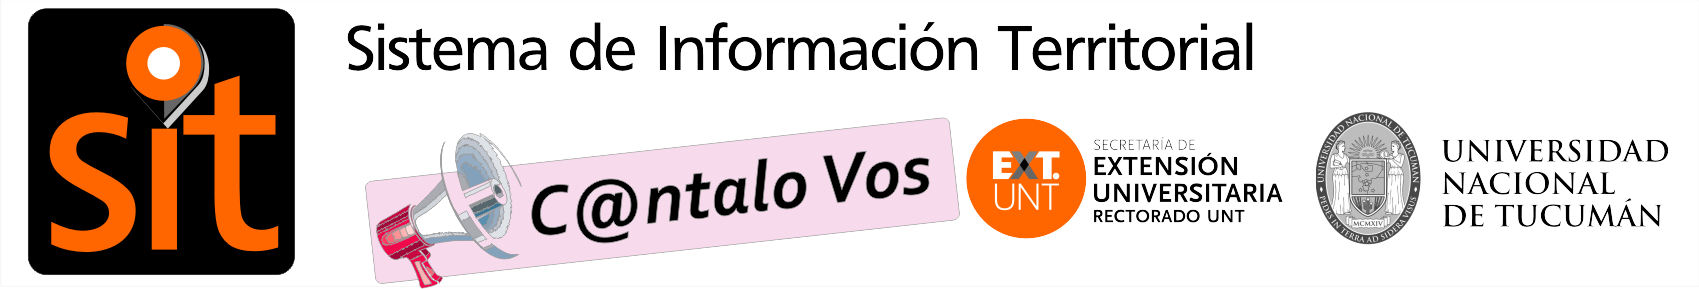 sit
Sistema de Información Territorial
C@ntalo Vos
EXT.
UNT
SECRETARÍA DE
EXTENSIÓN
UNIVERSITARIA
RECTORADO UNT
UNIVERSIDAD NACIONAL DE TUCUMAN
PEDES IN TERRA AD SIDERA VISUS
MCMXIV
UNIVERSIDAD
NACIONAL
DE TUCUMÁN